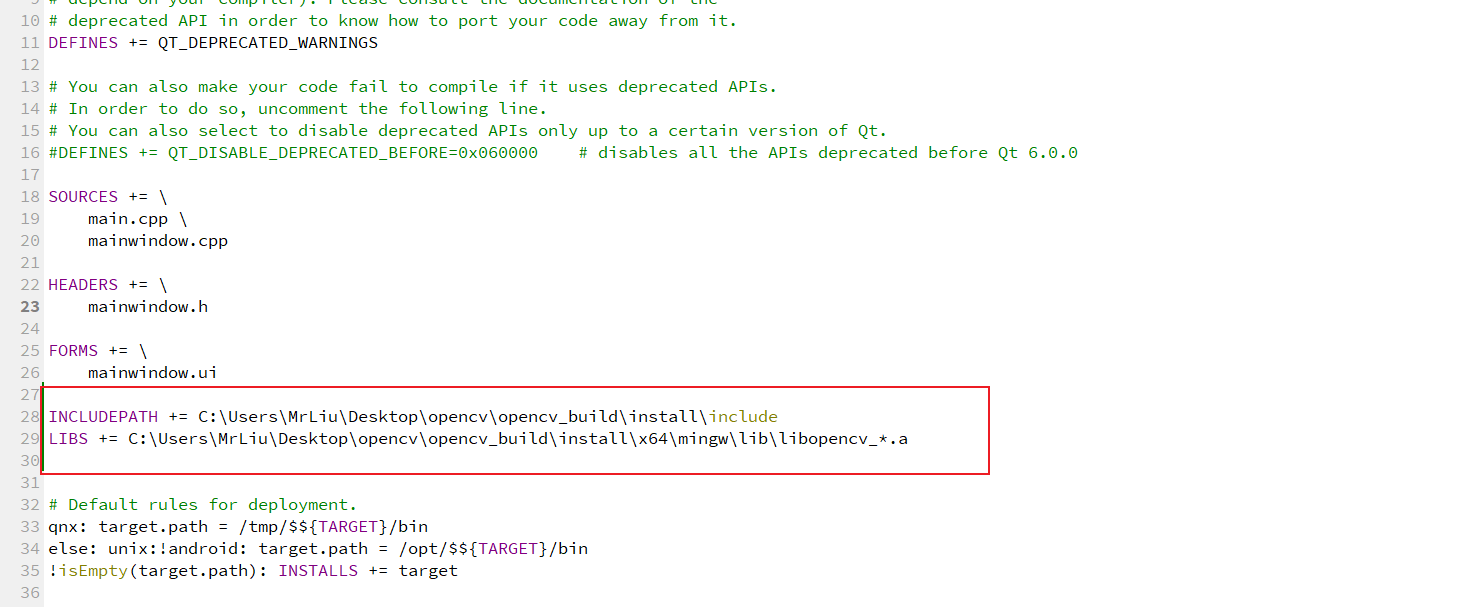 9 # depend on your compiler). Please consult the documentation of the
10 # deprecated API in order to know how to port your code away from it.
11 DEFINES += QT_DEPRECATED_WARNINGS
12
13 # You can also make your code fail to compile if it uses deprecated APIs.
14 # In order to do so, uncomment the following line.
15 # You can also select to disable deprecated APIs only up to a certain version of Qt.
16 #DEFINES += QT_DISABLE_DEPRECATED_BEFORE=0x060000    # disables all the APIs deprecated before Qt 6.0.0
17
18 SOURCES += \
19     main.cpp \
20     mainwindow.cpp
21
22 HEADERS += \
23     mainwindow.h
24
25 FORMS += \
26     mainwindow.ui
27
28 INCLUDEPATH += C:\Users\MrLiu\Desktop\opencv\opencv_build\install\include
29 LIBS += C:\Users\MrLiu\Desktop\opencv\opencv_build\install\x64\mingw\lib\libopencv_*.a
30
31
32 # Default rules for deployment.
33 qnx: target.path = /tmp/$${TARGET}/bin
34 else: unix:!android: target.path = /opt/$${TARGET}/bin
35 !isEmpty(target.path): INSTALLS += target
36